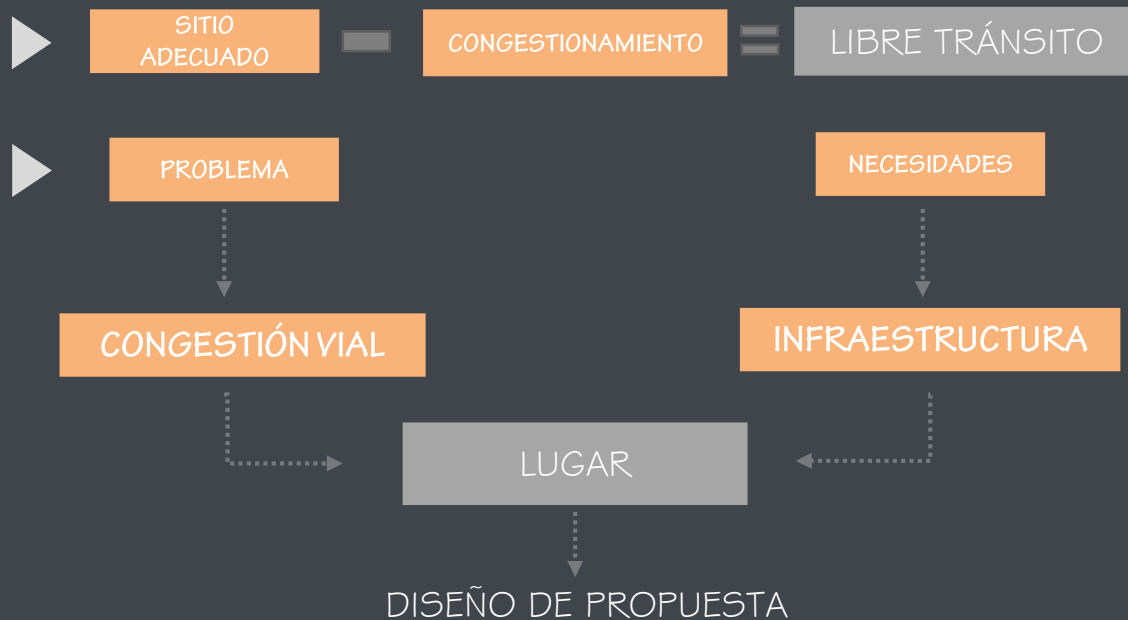 SITIO
ADECUADO
CONGESTIONAMIENTO
LIBRE TRÁNSITO
PROBLEMA
NECESIDADES
CONGESTIÓN VIAL
INFRAESTRUCTURA
LUGAR
DISEÑO DE PROPUESTA